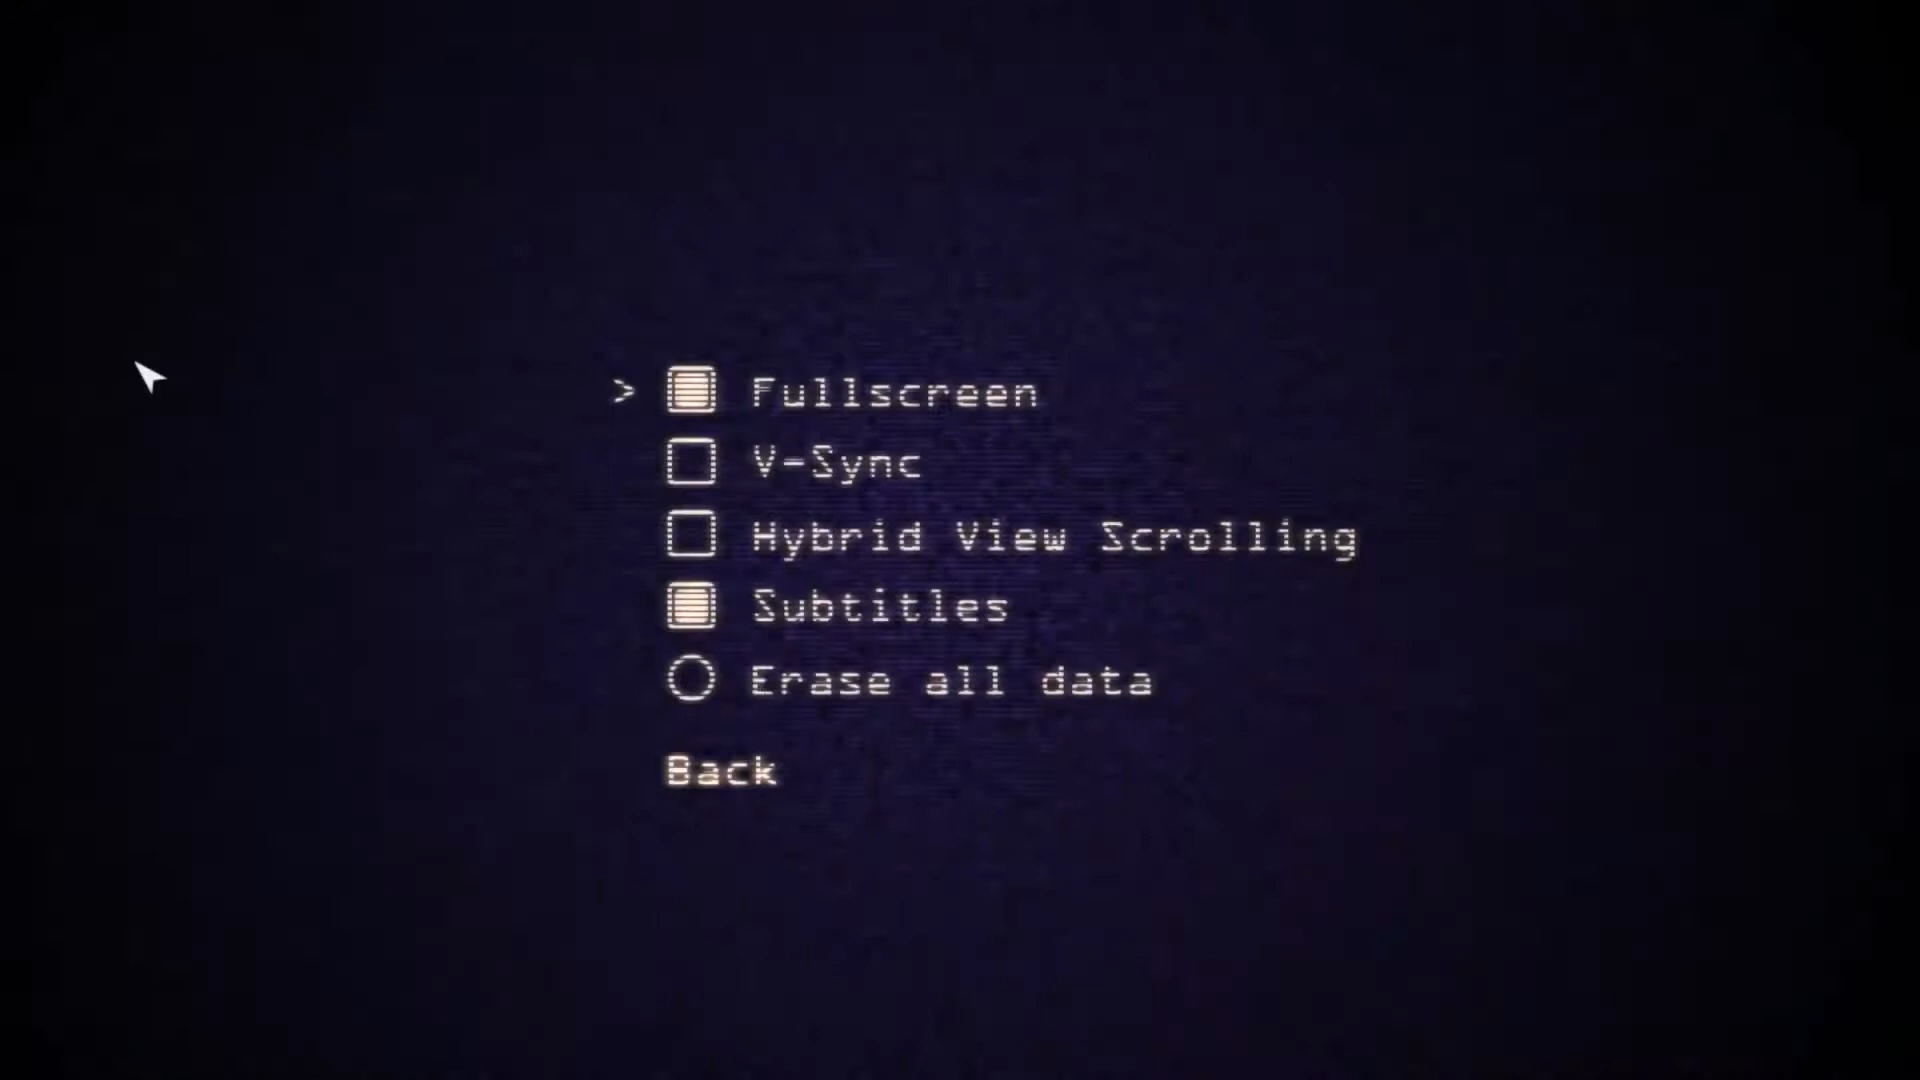 > Fullscreen
V-Sync
Hybrid View Scrolling
Subtitles
Erase all data
Back